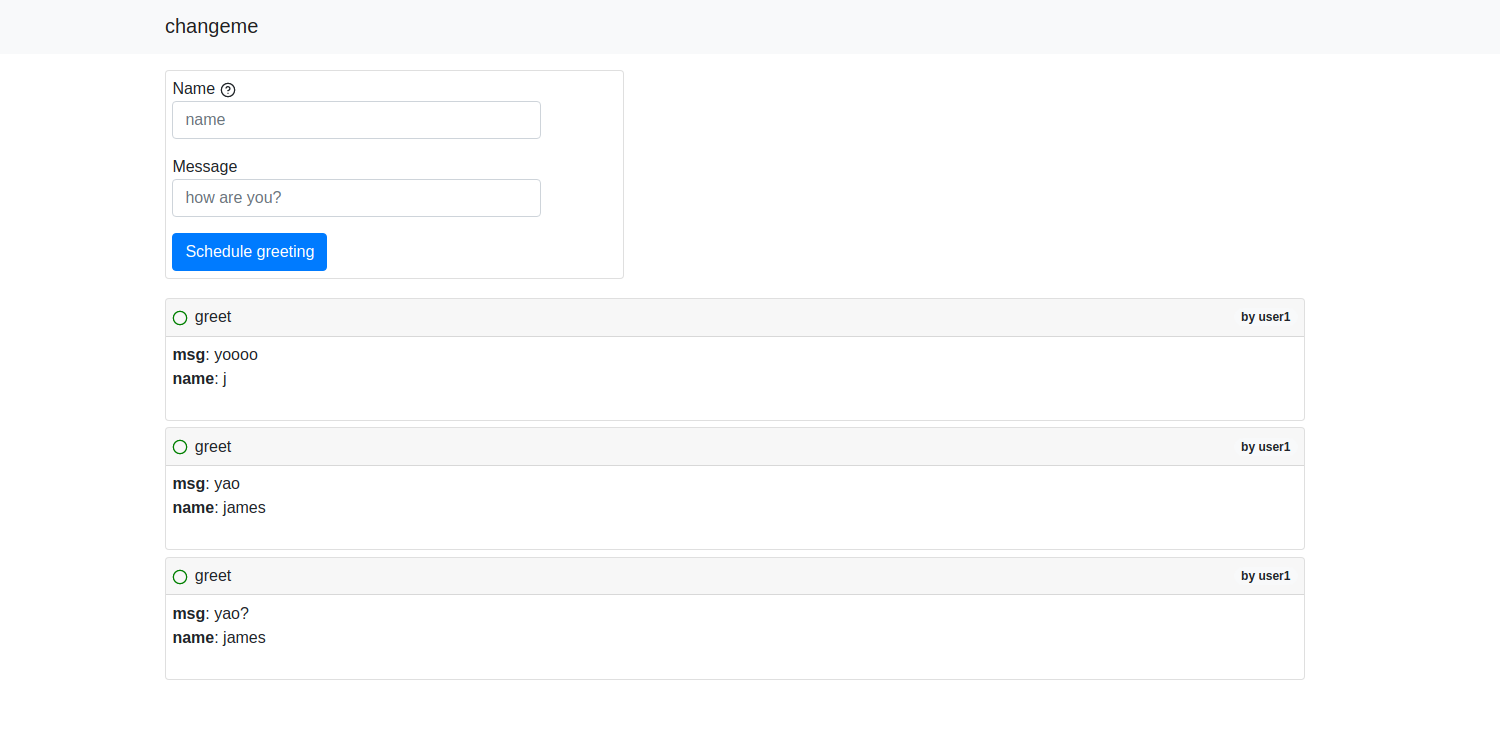 changeme
Name
name
Message
how are you?
Schedule greeting
greet by user1
msg: yoooo
name: j
greet by user1
msg: yao
name: james
greet by user1
msg: yao?
name: james